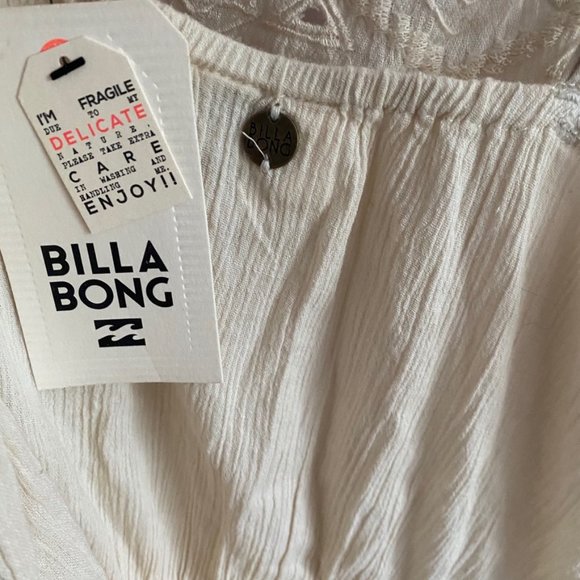 I'M FRAGILE
DUE TO MY
DELICATE
NATURE,
PLEASE TAKE EXTRA
CARE
IN WASHING AND
HANDLING ME.
ENJOY!!
BILLA
BONG
BILLA
BONG